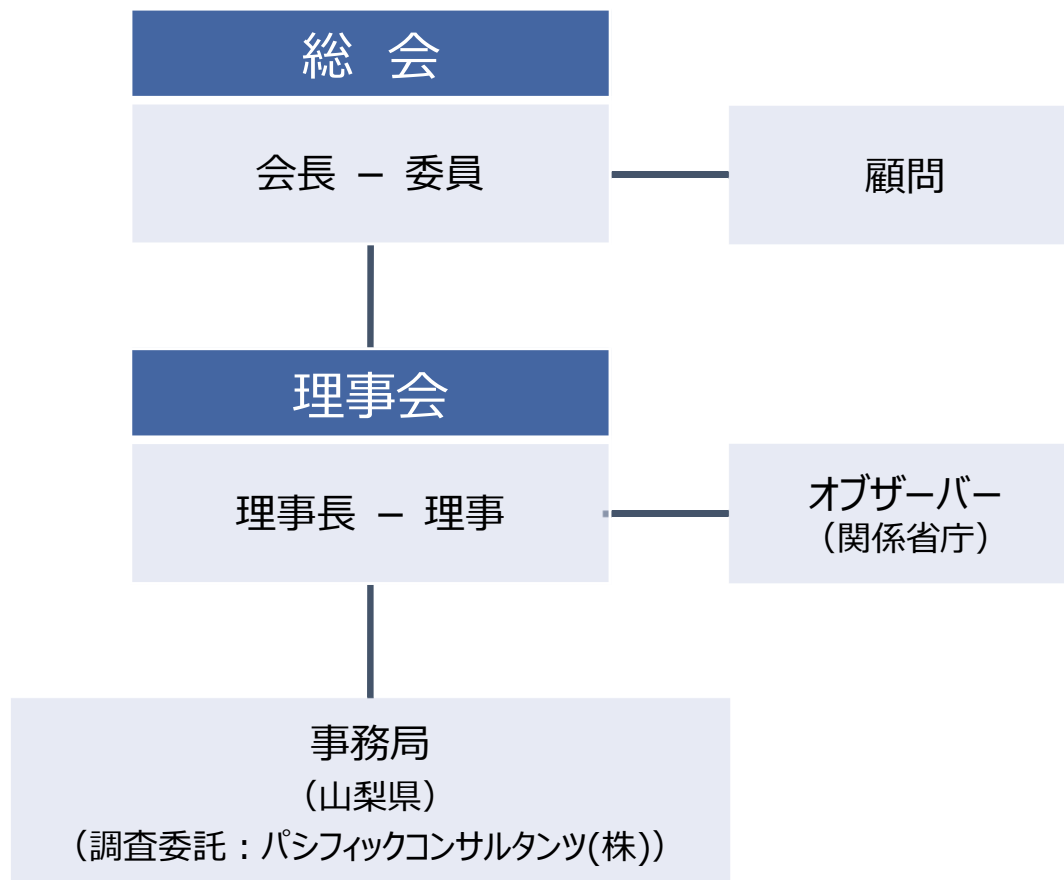 総 会
会長 － 委員
顧問
理事会
理事長 － 理事
オブザーバー
（関係省庁）
事務局
（山梨県）
（調査委託：パシフィックコンサルタンツ(株)）